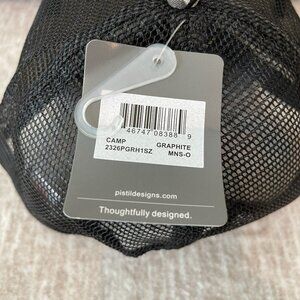 46747 08388 9
CAMP GRAPHITE
2326PGRH1SZ MNS-O
pistildesigns.com
Thoughtfully designed.